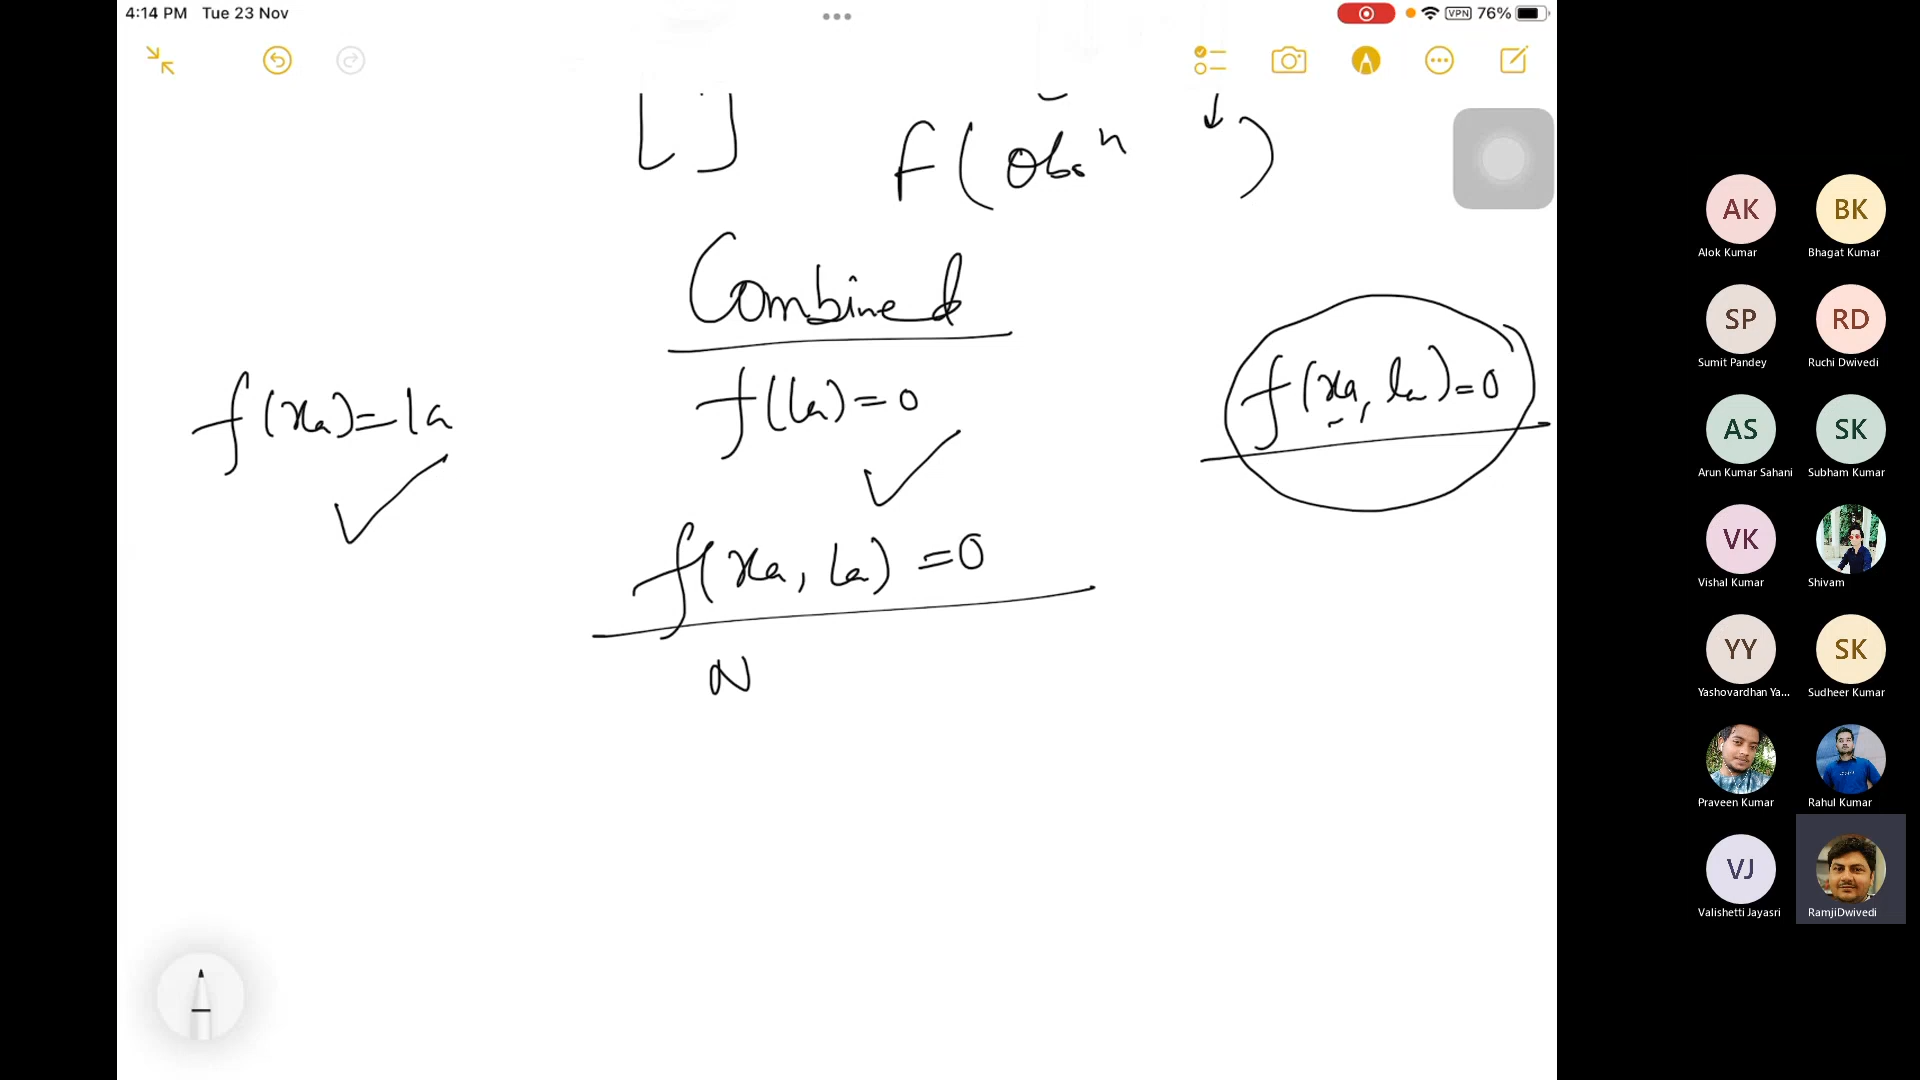 4:14 PM Tue 23 Nov
VPN 76%
[ ] f(obsⁿ ↓)
Combined
f(xa)=la
f(la)=0
f(xa, la)=0
f(xa, la)=0
N
AK
Alok Kumar
BK
Bhagat Kumar
SP
Sumit Pandey
RD
Ruchi Dwivedi
AS
Arun Kumar Sahani
SK
Subham Kumar
VK
Vishal Kumar
Shivam
YY
Yashovardhan Ya...
SK
Sudheer Kumar
Praveen Kumar
Rahul Kumar
VJ
Valishetti Jayasri
RamjiDwivedi